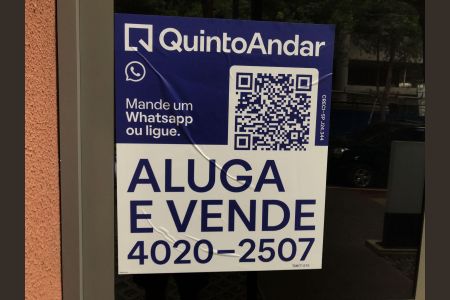 QuintoAndar
Mande um
Whatsapp
ou ligue.
ALUGA
E VENDE
4020-2507